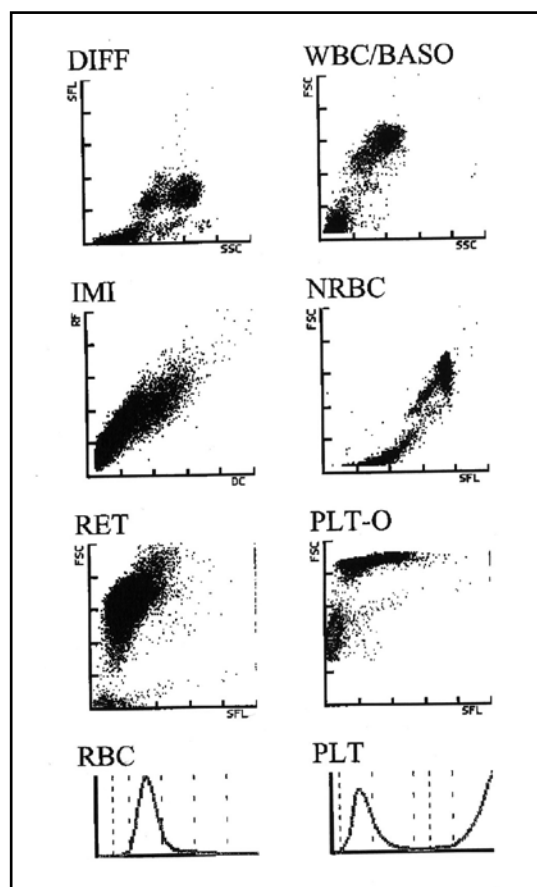 DIFF
SFL
SSC
WBC/BASO
FSC
SSC
IMI
RF
DC
NRBC
FSC
SFL
RET
FSC
SFL
PLT-O
FSC
SFL
RBC
PLT